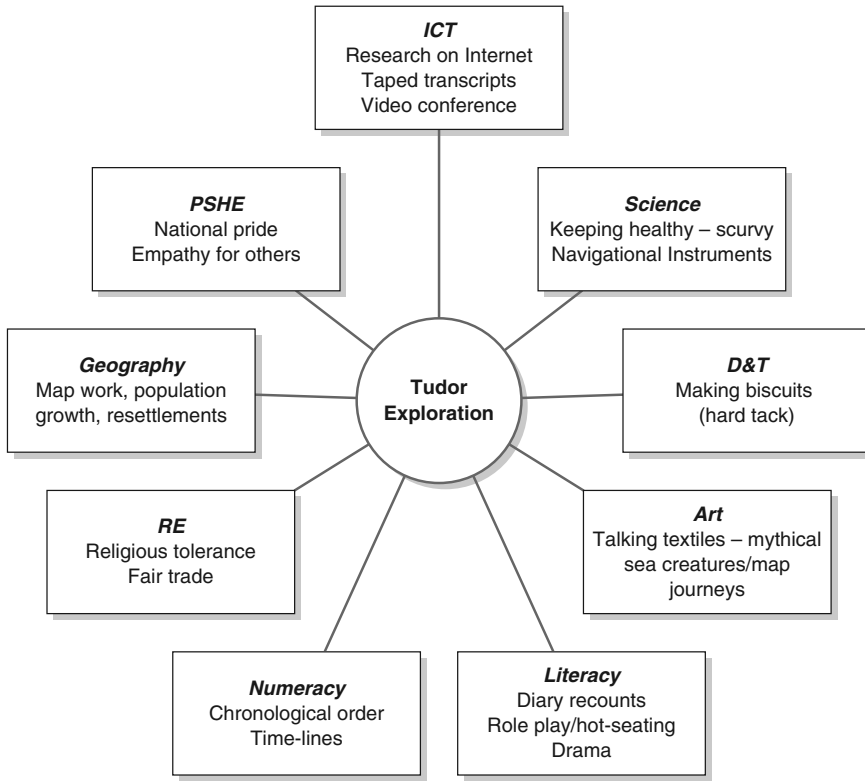 ICT
Research on Internet
Taped transcripts
Video conference
PSHE
National pride
Empathy for others
Science
Keeping healthy – scurvy
Navigational Instruments
Geography
Map work, population
growth, resettlements
Tudor
Exploration
D&T
Making biscuits
(hard tack)
RE
Religious tolerance
Fair trade
Art
Talking textiles – mythical
sea creatures/map
journeys
Numeracy
Chronological order
Time-lines
Literacy
Diary recounts
Role play/hot-seating
Drama